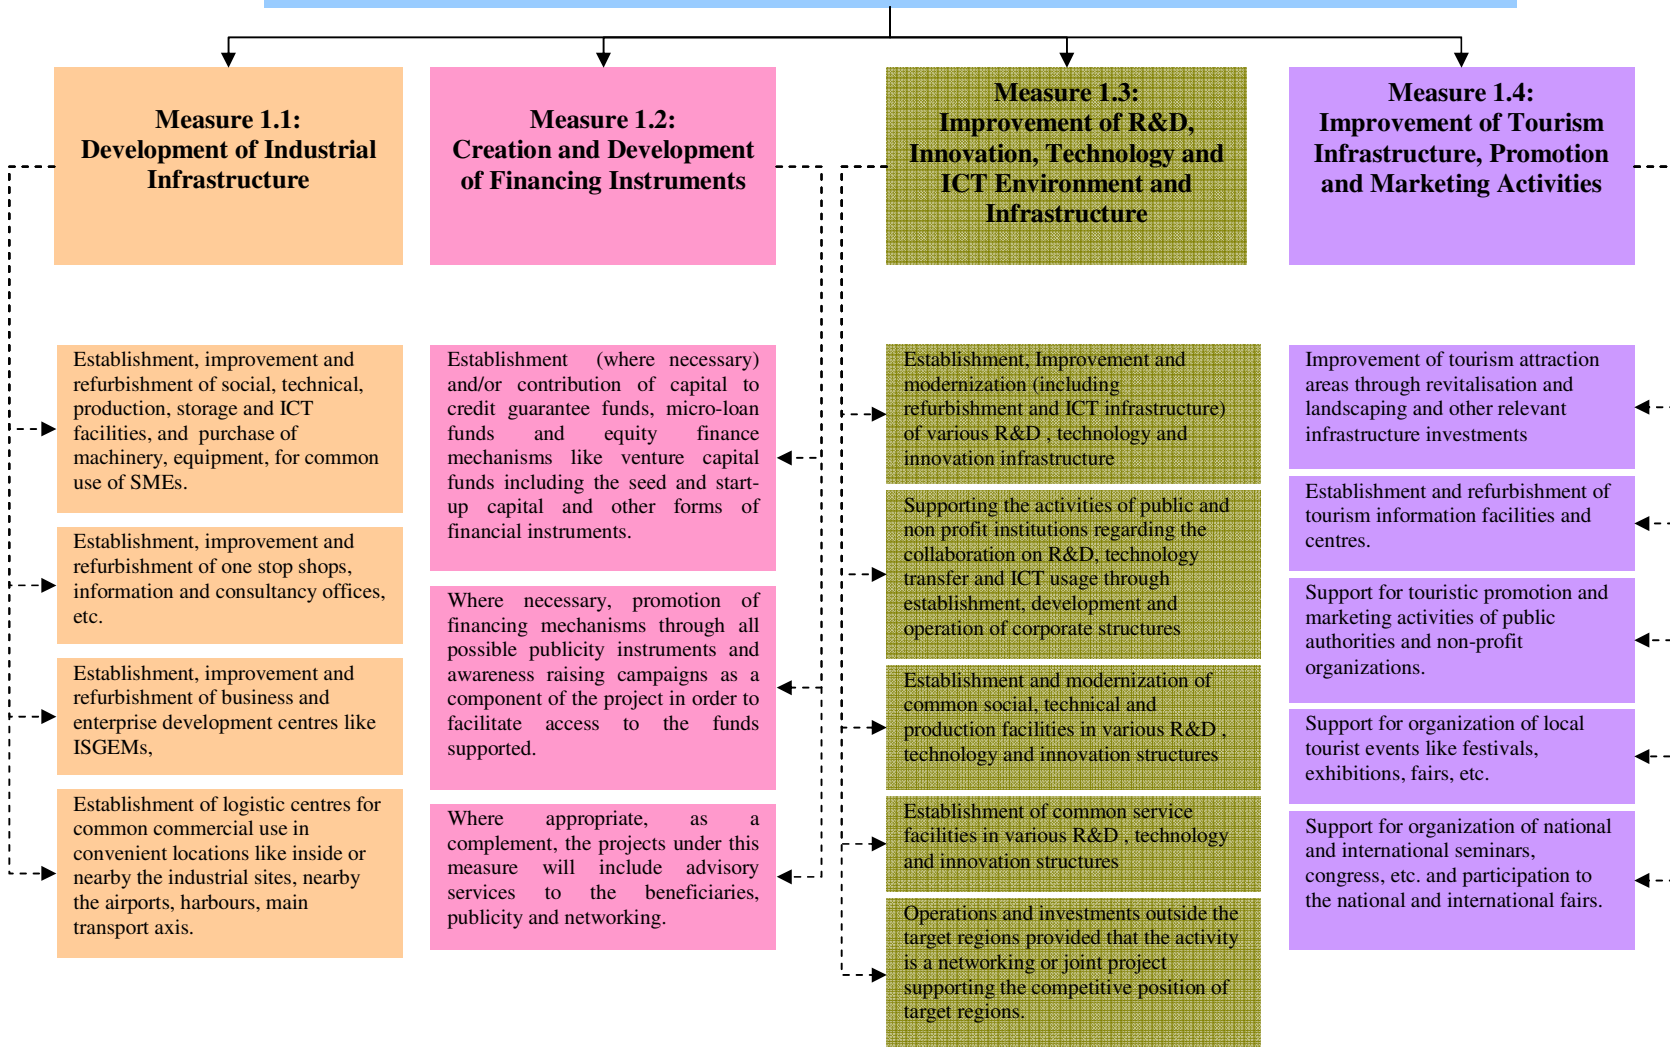 Measure 1.1:
Development of Industrial
Infrastructure
Measure 1.2:
Creation and Development
of Financing Instruments
Measure 1.3:
Improvement of R&D,
Innovation, Technology and
ICT Environment and
Infrastructure
Measure 1.4:
Improvement of Tourism
Infrastructure, Promotion
and Marketing Activities
Establishment, improvement and
refurbishment of social, technical,
production, storage and ICT
facilities, and purchase of
machinery, equipment, for common
use of SMEs.
Establishment, improvement and
refurbishment of one stop shops,
information and consultancy offices,
etc.
Establishment, improvement and
refurbishment of business and
enterprise development centres like
ISGEMs,
Establishment of logistic centres for
common commercial use in
convenient locations like inside or
nearby the industrial sites, nearby
the airports, harbours, main
transport axis.
Establishment (where necessary)
and/or contribution of capital to
credit guarantee funds, micro-loan
funds and equity finance
mechanisms like venture capital
funds including the seed and start-
up capital and other forms of
financial instruments.
Where necessary, promotion of
financing mechanisms through all
possible publicity instruments and
awareness raising campaigns as a
component of the project in order to
facilitate access to the funds
supported.
Where appropriate, as a
complement, the projects under this
measure will include advisory
services to the beneficiaries,
publicity and networking.
Establishment, Improvement and
modernization (including
refurbishment and ICT infrastructure)
of various R&D , technology and
innovation infrastructure
Supporting the activities of public and
non profit institutions regarding the
collaboration on R&D, technology
transfer and ICT usage through
establishment, development and
operation of corporate structures
Establishment and modernization of
common social, technical and
production facilities in various R&D ,
technology and innovation structures
Establishment of common service
facilities in various R&D , technology
and innovation structures
Operations and investments outside the
target regions provided that the activity
is a networking or joint project
supporting the competitive position of
target regions.
Improvement of tourism attraction
areas through revitalisation and
landscaping and other relevant
infrastructure investments
Establishment and refurbishment of
tourism information facilities and
centres.
Support for touristic promotion and
marketing activities of public
authorities and non-profit
organizations.
Support for organization of local
tourist events like festivals,
exhibitions, fairs, etc.
Support for organization of national
and international seminars,
congress, etc. and participation to
the national and international fairs.